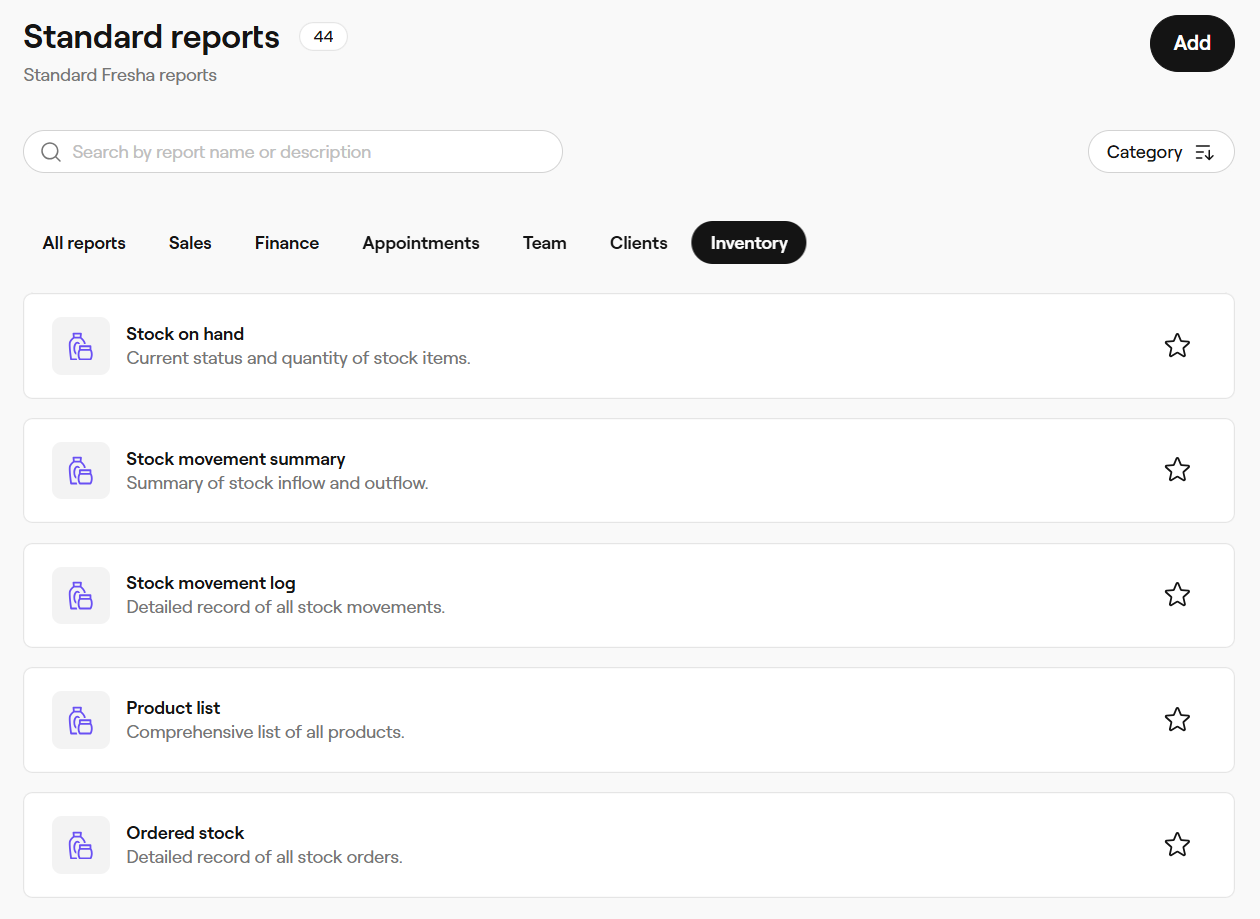 Standard reports 44
Add
Standard Fresha reports
Search by report name or description
Category
All reports Sales Finance Appointments Team Clients Inventory
Stock on hand
Current status and quantity of stock items.
Stock movement summary
Summary of stock inflow and outflow.
Stock movement log
Detailed record of all stock movements.
Product list
Comprehensive list of all products.
Ordered stock
Detailed record of all stock orders.